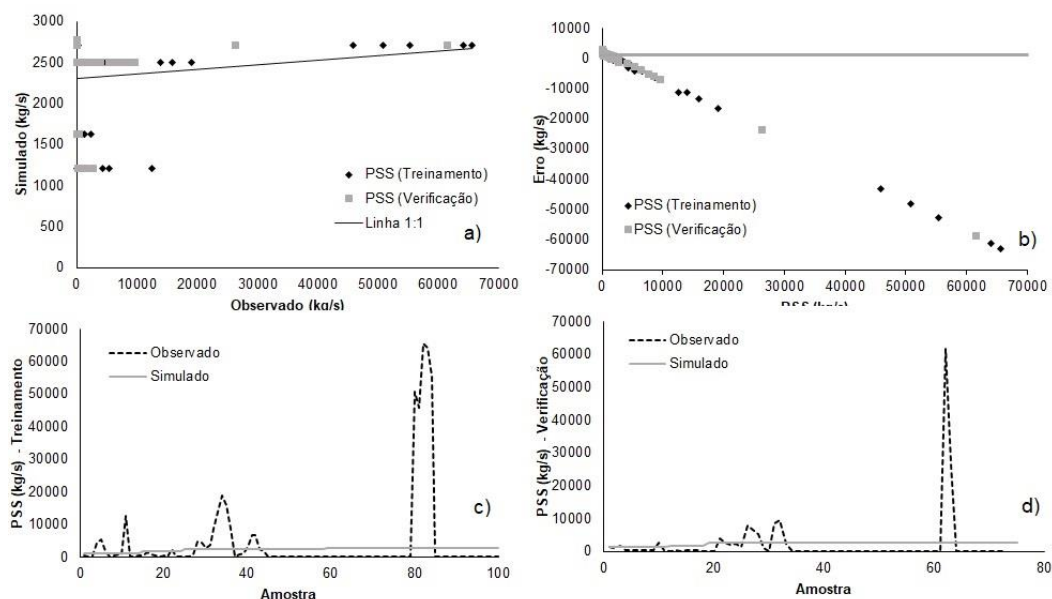 3000
2500
2000
1500
1000
500
0
Simulado (kg/s)
PSS (Treinamento)
PSS (Verificação)
Linha 1:1
a)
0 10000 20000 30000 40000 50000 60000 70000
Observado (kg/s)
10000
0
-10000
-20000
-30000
-40000
-50000
-60000
-70000
Erro (kg/s)
PSS (Treinamento)
PSS (Verificação)
b)
0 10000 20000 30000 40000 50000 60000 70000
PSS (kg/s)
70000
60000
50000
40000
30000
20000
10000
0
PSS (kg/s) - Treinamento
Observado
Simulado
c)
0 20 40 60 80 100
Amostra
70000
60000
50000
40000
30000
20000
10000
0
PSS (kg/s) - Verificação
Observado
Simulado
d)
0 20 40 60 80
Amostra